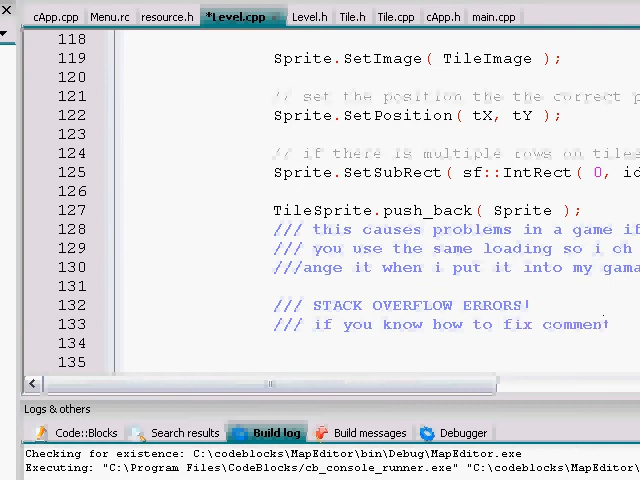 cApp.cpp Menu.rc resource.h *Level.cpp Level.h Tile.h Tile.cpp cApp.h main.cpp
118
119 Sprite.SetImage( TileImage );
120
121 // set the position the the correct p
122 Sprite.SetPosition( tX, tY );
123
124 // if there is multiple rows on tiles
125 Sprite.SetSubRect( sf::IntRect( 0, id
126
127 TileSprite.push_back( Sprite );
128 /// this causes problems in a game if
129 /// you use the same loading so i ch
130 ///ange it when i put it into my gama
131
132 /// STACK OVERFLOW ERRORS!
133 /// if you know how to fix comment
134
135
Logs & others
Code::Blocks Search results Build log Build messages Debugger
Checking for existence: C:\codeblocks\MapEditor\bin\Debug\MapEditor.exe
Executing: "C:\Program Files\CodeBlocks/cb_console_runner.exe" "C:\codeblocks\MapEditor\